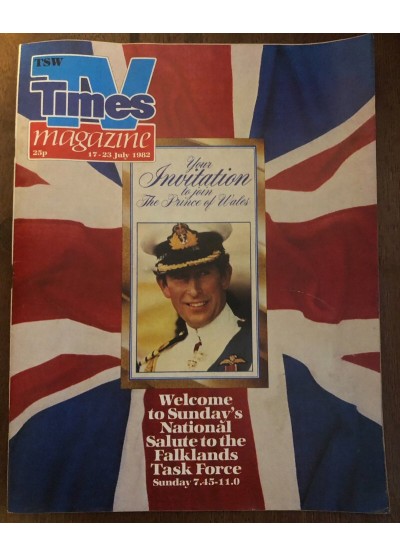 TSW
TV
Times
magazine
25p 17-23 July 1982
Your
Invitation
to join
The Prince of Wales
Welcome
to Sunday's
National
Salute to the
Falklands
Task Force
Sunday 7.45-11.0